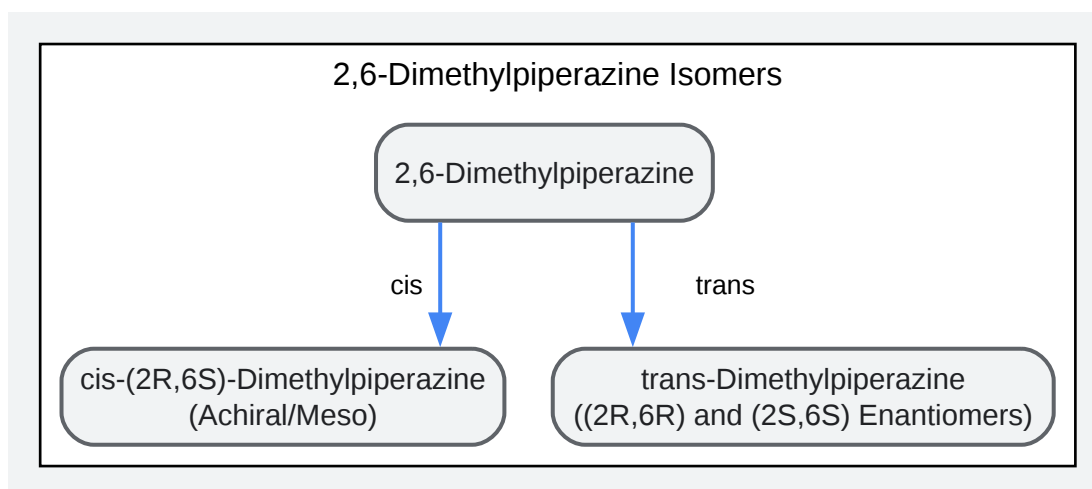 2,6-Dimethylpiperazine Isomers
2,6-Dimethylpiperazine
cis
trans
cis-(2R,6S)-Dimethylpiperazine
(Achiral/Meso)
trans-Dimethylpiperazine
((2R,6R) and (2S,6S) Enantiomers)